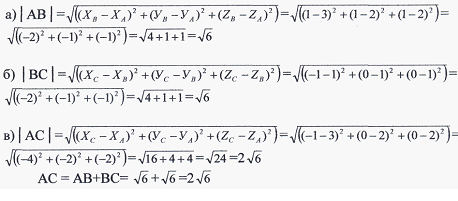 а)│AB│=√((X_B − X_A)² + (У_B − У_A)² + (Z_B − Z_A)²=√((1−3)² + (1−2)² + (1−2)²)=
√((−2)² + (−1)² + (−1)²)=√4+1+1=√6
б)│BC│=√((X_C − X_B)² + (У_C − У_B)² + (Z_C − Z_B)²=√((−1−1)² + (0−1)² + (0−1)²)=
√((−2)² + (−1)² + (−1)²)=√4+1+1=√6
в)│AC│=√((X_C − X_A)² + (У_C − У_A)² + (Z_C − Z_A)²=√((−1−3)² + (0−2)² + (0−2)²)=
√((−4)² + (−2)² + (−2)²)=√16+4+4=√24=2√6
AC = AB+BC= √6+√6=2√6